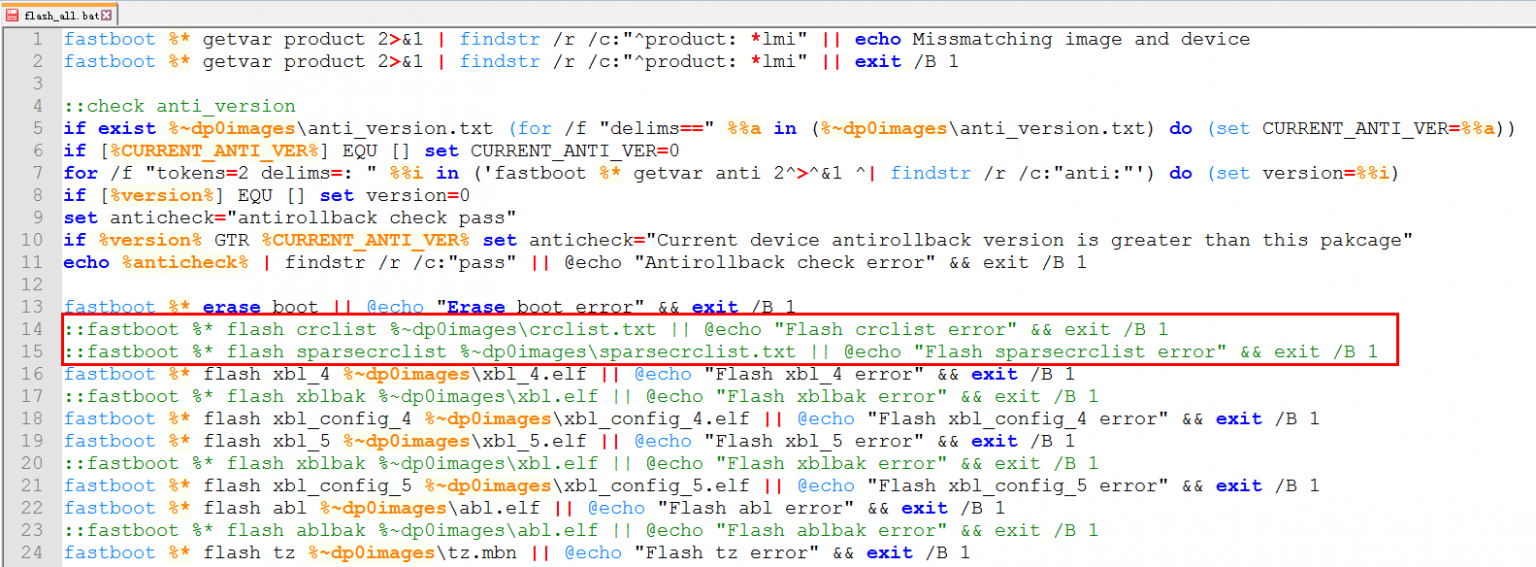 flash_all.bat
1 fastboot %* getvar product 2>&1 | findstr /r /c:"^product: *lmi" || echo Missmatching image and device
2 fastboot %* getvar product 2>&1 | findstr /r /c:"^product: *lmi" || exit /B 1
3
4 ::check anti_version
5 if exist %~dp0images\anti_version.txt (for /f "delims==" %%a in (%~dp0images\anti_version.txt) do (set CURRENT_ANTI_VER=%%a))
6 if [%CURRENT_ANTI_VER%] EQU [] set CURRENT_ANTI_VER=0
7 for /f "tokens=2 delims=: " %%i in ('fastboot %* getvar anti 2^>^&1 ^| findstr /r /c:"anti:"') do (set version=%%i)
8 if [%version%] EQU [] set version=0
9 set anticheck="antirollback check pass"
10 if %version% GTR %CURRENT_ANTI_VER% set anticheck="Current device antirollback version is greater than this pakcage"
11 echo %anticheck% | findstr /r /c:"pass" || @echo "Antirollback check error" && exit /B 1
12
13 fastboot %* erase boot || @echo "Erase boot error" && exit /B 1
14 ::fastboot %* flash crclist %~dp0images\crclist.txt || @echo "Flash crclist error" && exit /B 1
15 ::fastboot %* flash sparsecrclist %~dp0images\sparsecrclist.txt || @echo "Flash sparsecrclist error" && exit /B 1
16 fastboot %* flash xbl_4 %~dp0images\xbl_4.elf || @echo "Flash xbl_4 error" && exit /B 1
17 ::fastboot %* flash xblbak %~dp0images\xbl.elf || @echo "Flash xblbak error" && exit /B 1
18 fastboot %* flash xbl_config_4 %~dp0images\xbl_config_4.elf || @echo "Flash xbl_config_4 error" && exit /B 1
19 fastboot %* flash xbl_5 %~dp0images\xbl_5.elf || @echo "Flash xbl_5 error" && exit /B 1
20 ::fastboot %* flash xblbak %~dp0images\xbl.elf || @echo "Flash xblbak error" && exit /B 1
21 fastboot %* flash xbl_config_5 %~dp0images\xbl_config_5.elf || @echo "Flash xbl_config_5 error" && exit /B 1
22 fastboot %* flash abl %~dp0images\abl.elf || @echo "Flash abl error" && exit /B 1
23 ::fastboot %* flash ablbak %~dp0images\abl.elf || @echo "Flash ablbak error" && exit /B 1
24 fastboot %* flash tz %~dp0images\tz.mbn || @echo "Flash tz error" && exit /B 1